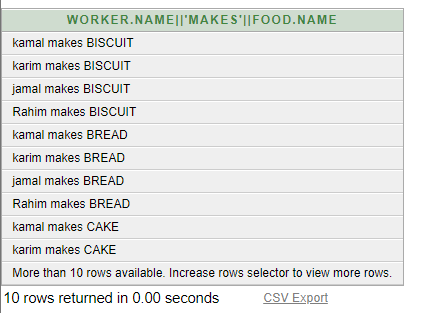 WORKER.NAME||'MAKES'||FOOD.NAME
kamal makes BISCUIT
karim makes BISCUIT
jamal makes BISCUIT
Rahim makes BISCUIT
kamal makes BREAD
karim makes BREAD
jamal makes BREAD
Rahim makes BREAD
kamal makes CAKE
karim makes CAKE
More than 10 rows available. Increase rows selector to view more rows.
10 rows returned in 0.00 seconds CSV Export